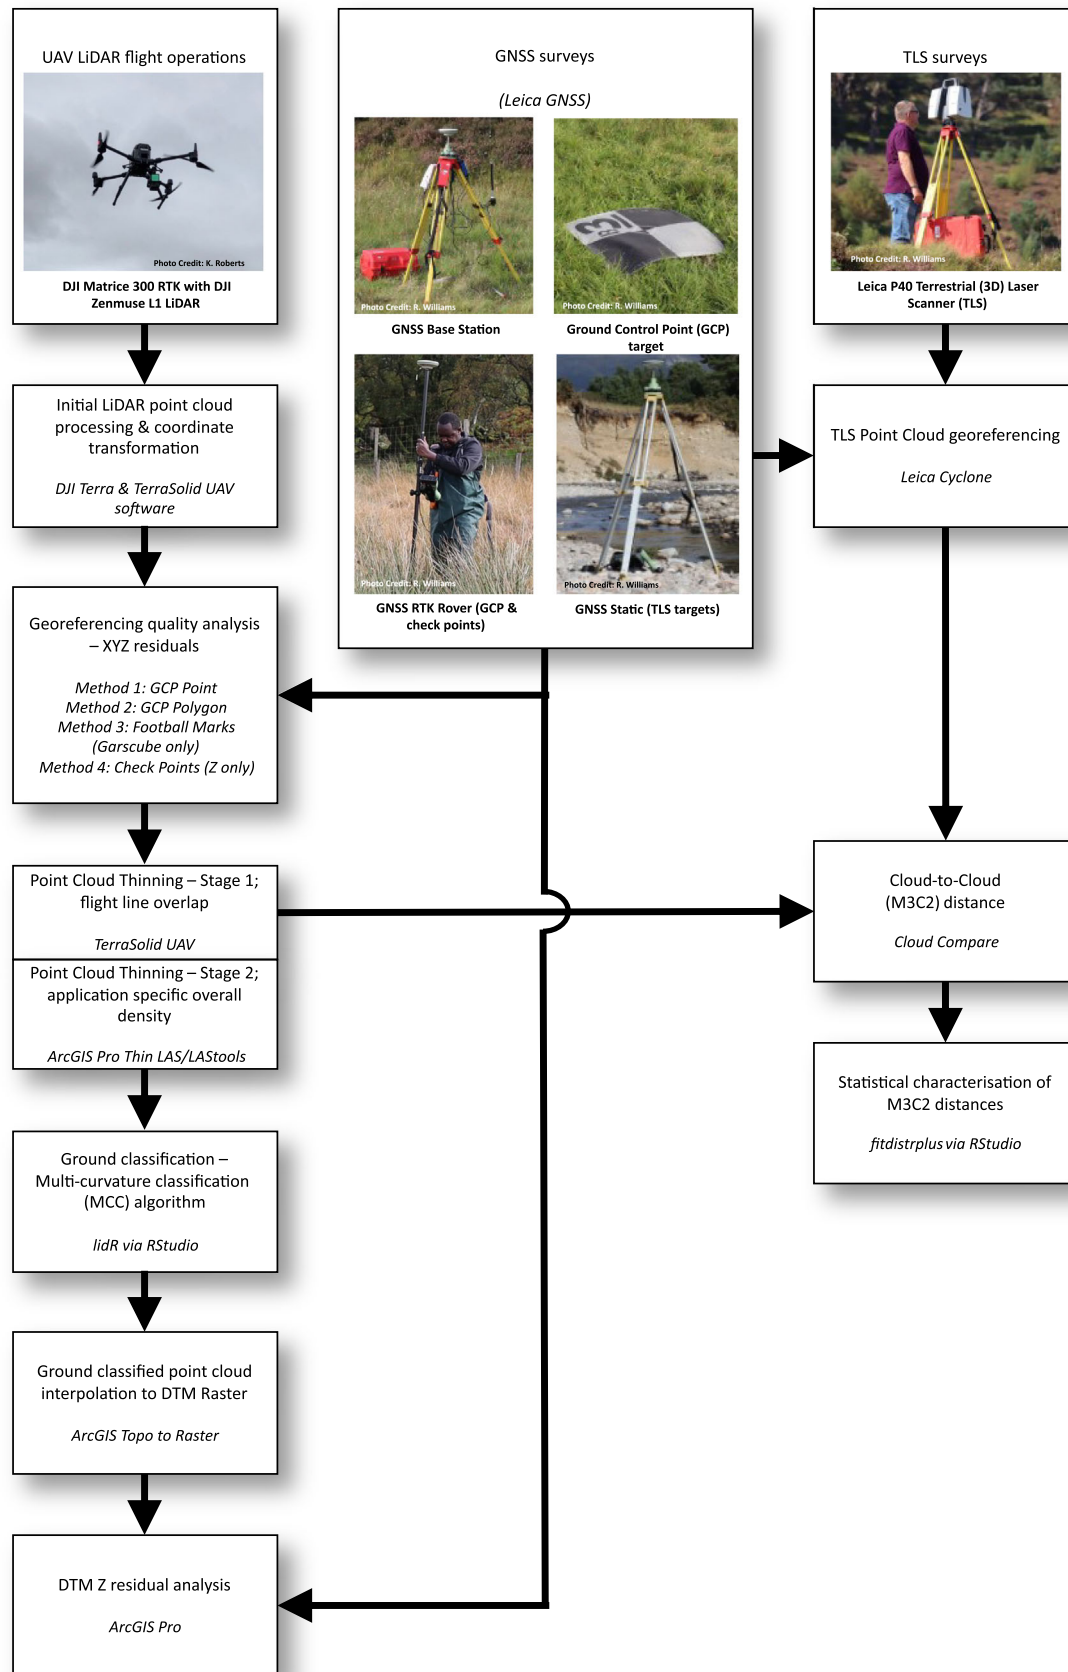 UAV LiDAR flight operations
Photo Credit: K. Roberts
DJI Matrice 300 RTK with DJI
Zenmuse L1 LiDAR
Initial LiDAR point cloud
processing & coordinate
transformation
DJI Terra & TerraSolid UAV
software
Georeferencing quality analysis
– XYZ residuals
Method 1: GCP Point
Method 2: GCP Polygon
Method 3: Football Marks
(Garscube only)
Method 4: Check Points (Z only)
Point Cloud Thinning – Stage 1;
flight line overlap
TerraSolid UAV
Point Cloud Thinning – Stage 2;
application specific overall
density
ArcGIS Pro Thin LAS/LAStools
Ground classification –
Multi-curvature classification
(MCC) algorithm
lidR via RStudio
Ground classified point cloud
interpolation to DTM Raster
ArcGIS Topo to Raster
DTM Z residual analysis
ArcGIS Pro
GNSS surveys
(Leica GNSS)
Photo Credit: R. Williams
GNSS Base Station
Photo Credit: R. Williams
Ground Control Point (GCP)
target
Photo Credit: R. Williams
GNSS RTK Rover (GCP &
check points)
Photo Credit: R. Williams
GNSS Static (TLS targets)
TLS surveys
Photo Credit: R. Williams
Leica P40 Terrestrial (3D) Laser
Scanner (TLS)
TLS Point Cloud georeferencing
Leica Cyclone
Cloud-to-Cloud
(M3C2) distance
Cloud Compare
Statistical characterisation of
M3C2 distances
fitdistrplus via RStudio